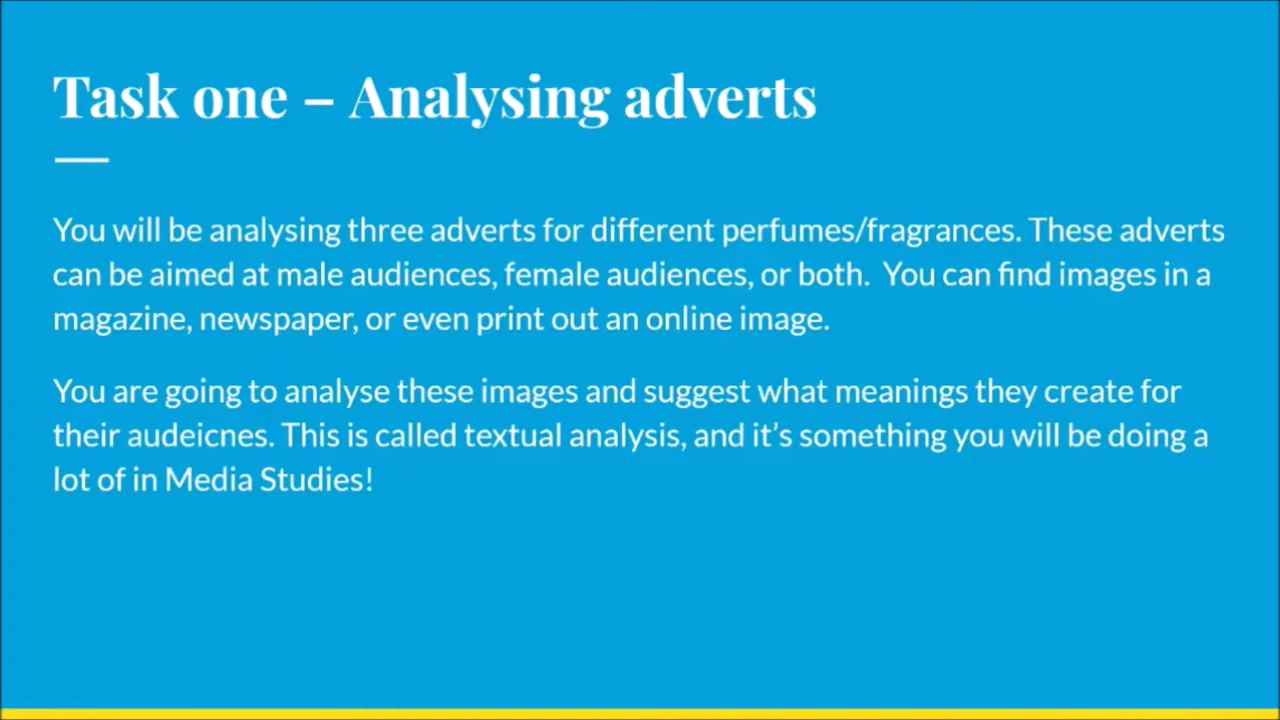 Task one – Analysing adverts
You will be analysing three adverts for different perfumes/fragrances. These adverts
can be aimed at male audiences, female audiences, or both.  You can find images in a
magazine, newspaper, or even print out an online image.
You are going to analyse these images and suggest what meanings they create for
their audeicnes. This is called textual analysis, and it’s something you will be doing a
lot of in Media Studies!